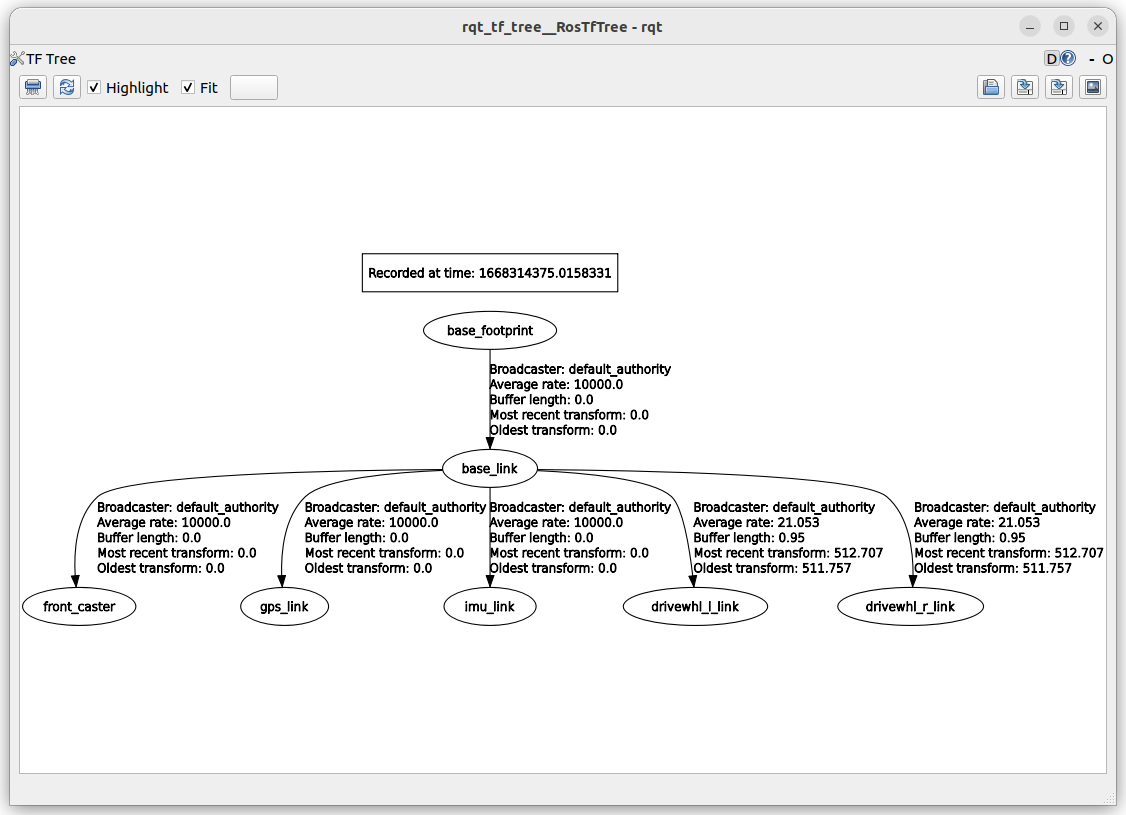 rqt_tf_tree__RosTfTree - rqt
TF Tree
D
- O
Highlight
Fit
Recorded at time: 1668314375.0158331
base_footprint
Broadcaster: default_authority
Average rate: 10000.0
Buffer length: 0.0
Most recent transform: 0.0
Oldest transform: 0.0
base_link
Broadcaster: default_authority
Average rate: 10000.0
Buffer length: 0.0
Most recent transform: 0.0
Oldest transform: 0.0
Broadcaster: default_authority
Average rate: 10000.0
Buffer length: 0.0
Most recent transform: 0.0
Oldest transform: 0.0
Broadcaster: default_authority
Average rate: 10000.0
Buffer length: 0.0
Most recent transform: 0.0
Oldest transform: 0.0
Broadcaster: default_authority
Average rate: 21.053
Buffer length: 0.95
Most recent transform: 512.707
Oldest transform: 511.757
Broadcaster: default_authority
Average rate: 21.053
Buffer length: 0.95
Most recent transform: 512.707
Oldest transform: 511.757
front_caster
gps_link
imu_link
drivewhl_l_link
drivewhl_r_link